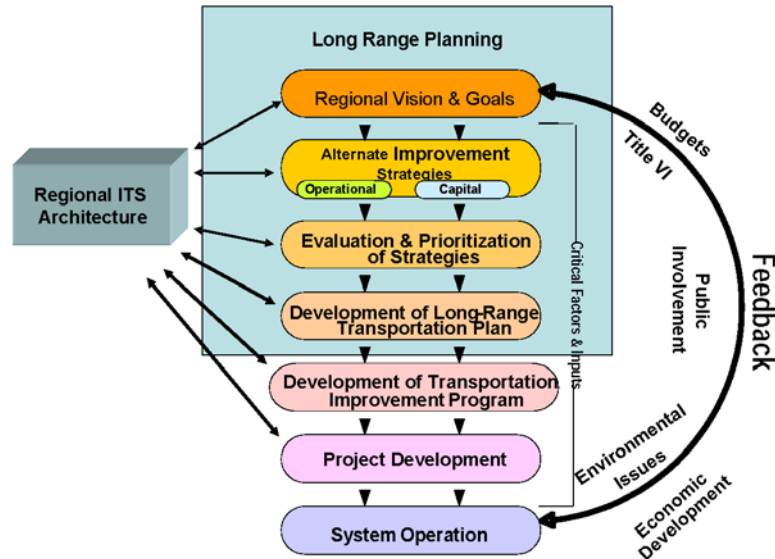 Long Range Planning
Regional Vision & Goals
Alternate Improvement
Strategies
Operational
Capital
Evaluation & Prioritization
of Strategies
Development of Long-Range
Transportation Plan
Development of Transportation
Improvement Program
Project Development
System Operation
Regional ITS
Architecture
Critical Factors & Inputs
Budgets
Title VI
Public
Involvement
Environmental
Issues
Economic
Development
Feedback